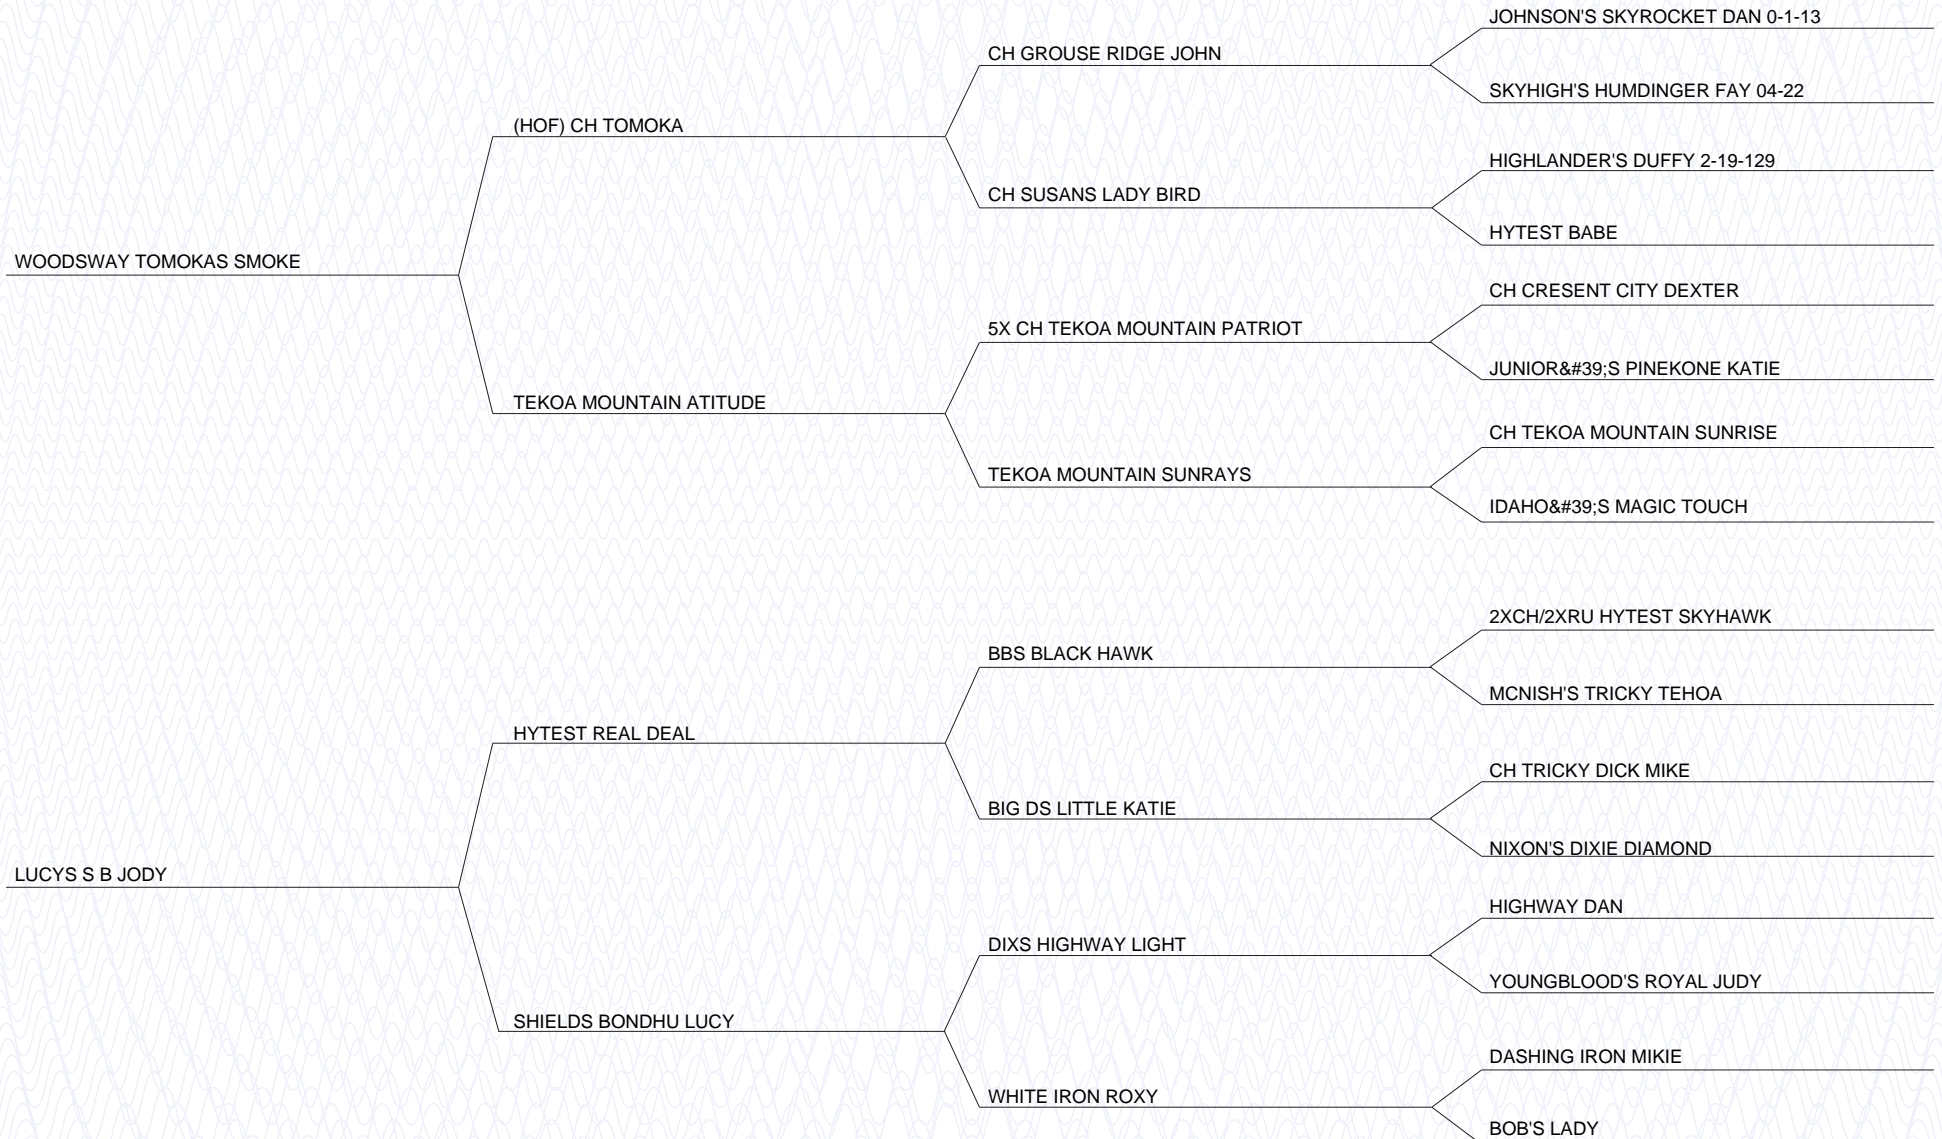 JOHNSON'S SKYROCKET DAN 0-1-13
CH GROUSE RIDGE JOHN
SKYHIGH'S HUMDINGER FAY 04-22
(HOF) CH TOMOKA
HIGHLANDER'S DUFFY 2-19-129
CH SUSANS LADY BIRD
HYTEST BABE
WOODSWAY TOMOKAS SMOKE
CH CRESENT CITY DEXTER
5X CH TEKOA MOUNTAIN PATRIOT
JUNIOR&#39;S PINEKONE KATIE
TEKOA MOUNTAIN ATITUDE
CH TEKOA MOUNTAIN SUNRISE
TEKOA MOUNTAIN SUNRAYS
IDAHO&#39;S MAGIC TOUCH
2XCH/2XRU HYTEST SKYHAWK
BBS BLACK HAWK
MCNISH'S TRICKY TEHOA
HYTEST REAL DEAL
CH TRICKY DICK MIKE
BIG DS LITTLE KATIE
NIXON'S DIXIE DIAMOND
LUCYS S B JODY
HIGHWAY DAN
DIXS HIGHWAY LIGHT
YOUNGBLOOD'S ROYAL JUDY
SHIELDS BONDHU LUCY
DASHING IRON MIKIE
WHITE IRON ROXY
BOB'S LADY